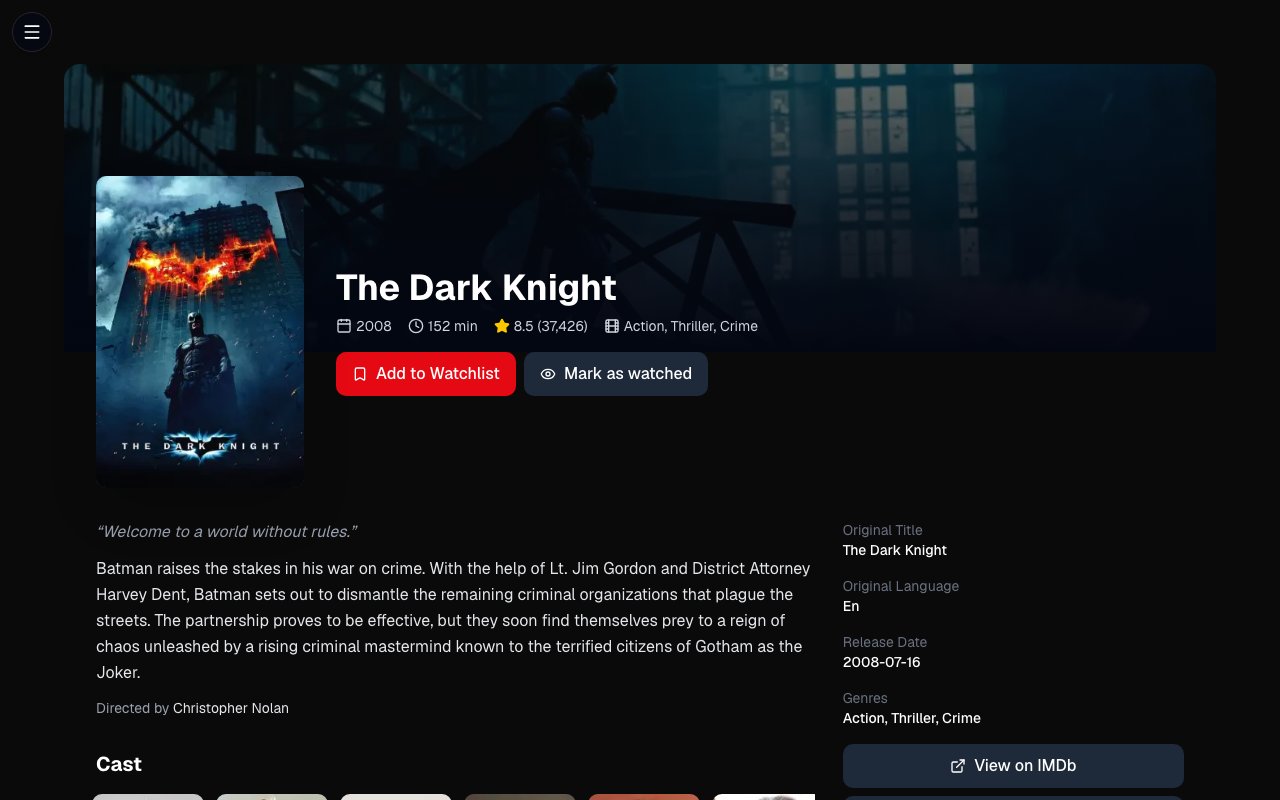 The Dark Knight
2008
152 min
8.5 (37,426)
Action, Thriller, Crime
Add to Watchlist
Mark as watched
THE DARK KNIGHT
“Welcome to a world without rules.”
Batman raises the stakes in his war on crime. With the help of Lt. Jim Gordon and District Attorney
Harvey Dent, Batman sets out to dismantle the remaining criminal organizations that plague the
streets. The partnership proves to be effective, but they soon find themselves prey to a reign of
chaos unleashed by a rising criminal mastermind known to the terrified citizens of Gotham as the
Joker.
Directed by Christopher Nolan
Cast
Original Title
The Dark Knight
Original Language
En
Release Date
2008-07-16
Genres
Action, Thriller, Crime
View on IMDb